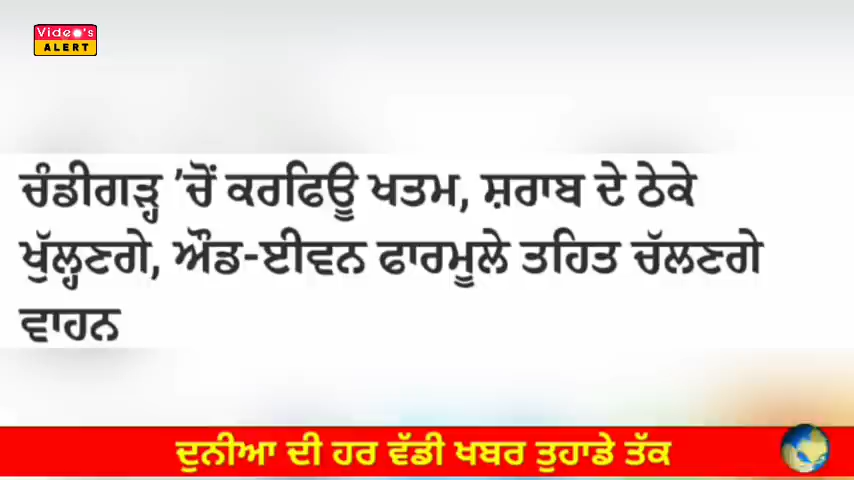 Video's
ALERT
ਚੰਡੀਗੜ੍ਹ ’ਚੋਂ ਕਰਫਿਊ ਖਤਮ, ਸ਼ਰਾਬ ਦੇ ਠੇਕੇ
ਖੁੱਲ੍ਹਣਗੇ, ਔਡ-ਈਵਨ ਫਾਰਮੂਲੇ ਤਹਿਤ ਚੱਲਣਗੇ
ਵਾਹਨ
ਦੁਨੀਆ ਦੀ ਹਰ ਵੱਡੀ ਖਬਰ ਤੁਹਾਡੇ ਤੱਕ